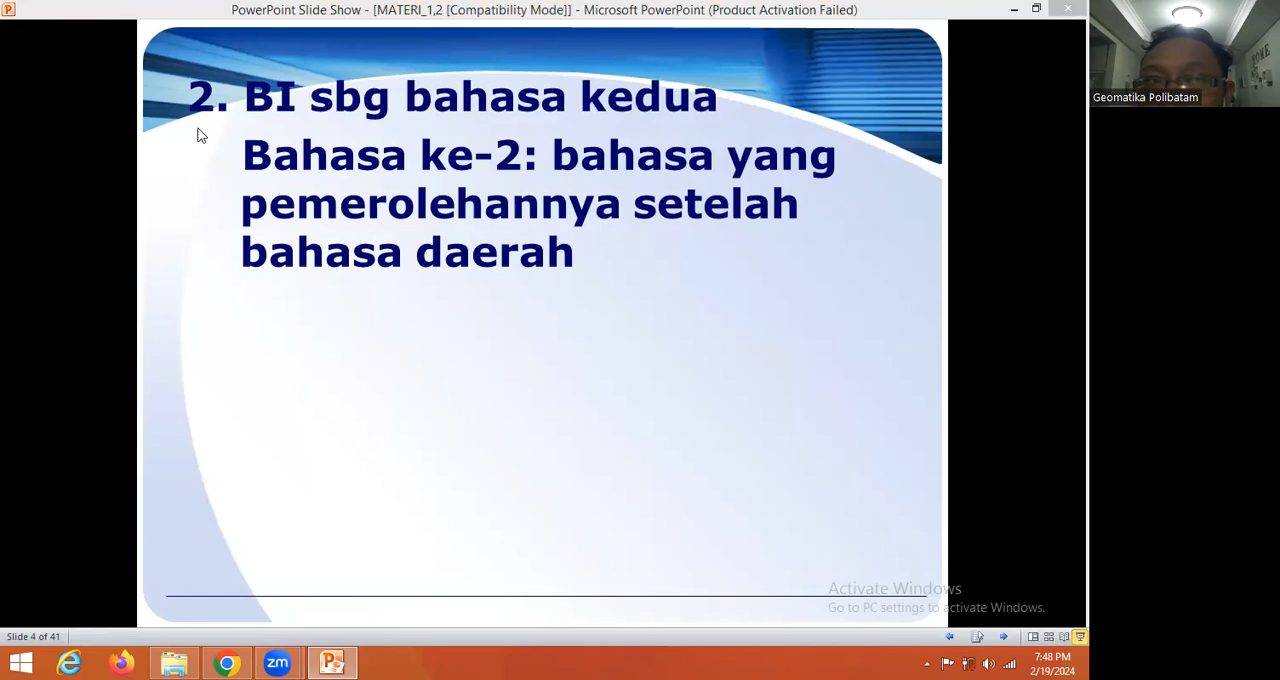 PowerPoint Slide Show - [MATERI_1,2 [Compatibility Mode]] - Microsoft PowerPoint (Product Activation Failed)
Geomatika Polibatam
2. BI sbg bahasa kedua
Bahasa ke-2: bahasa yang
pemerolehannya setelah
bahasa daerah
Activate Windows
Go to PC settings to activate Windows.
Slide 4 of 41
zm
7:48 PM
2/19/2024